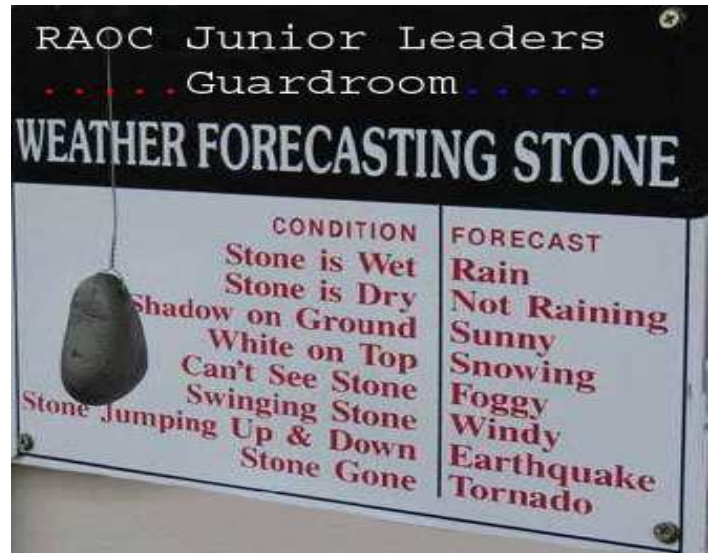 RAOC Junior Leaders
.....Guardroom.....
WEATHER FORECASTING STONE
CONDITION FORECAST
Stone is Wet Rain
Stone is Dry Not Raining
Shadow on Ground Sunny
White on Top Snowing
Can't See Stone Foggy
Swinging Stone Windy
Stone Jumping Up & Down Earthquake
Stone Gone Tornado